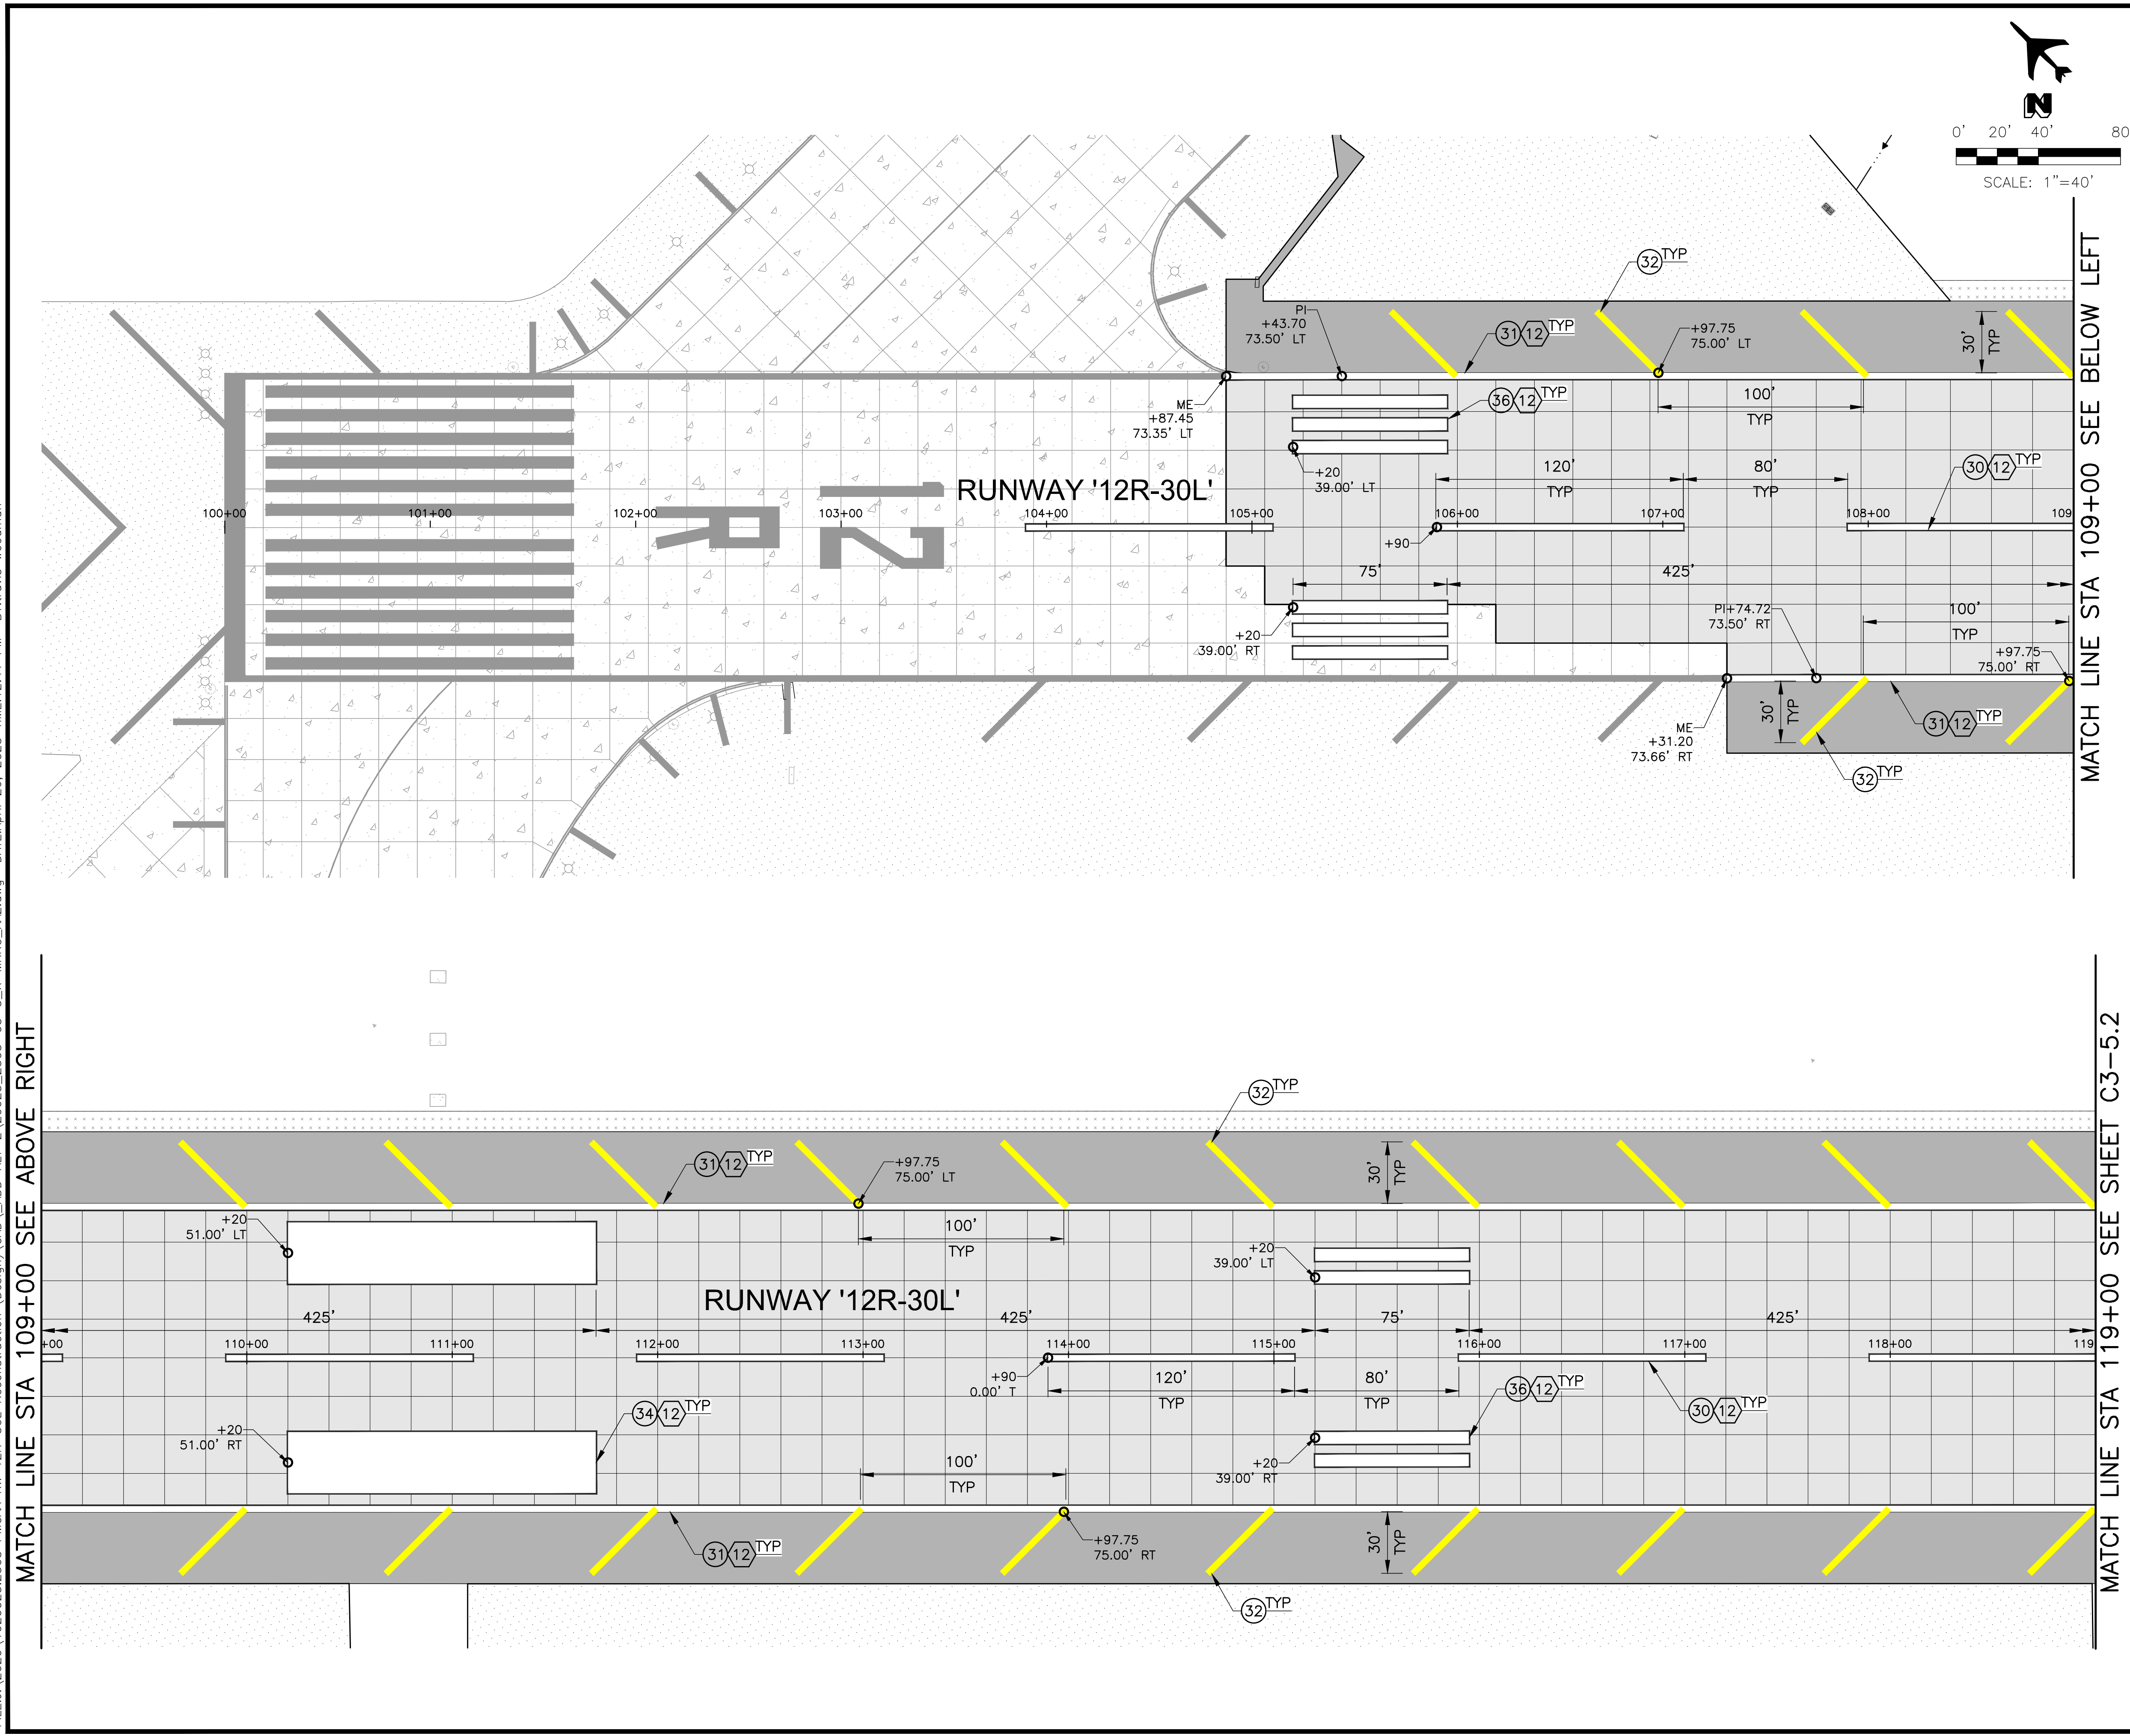 N
0' 20' 40' 80
SCALE: 1"=40'
32 TYP
PI
+43.70
73.50' LT
31 12 TYP
+97.75
75.00' LT
30'
TYP
ME
+87.45
73.35' LT
36 12 TYP
100'
TYP
+20
39.00' LT
120'
TYP
80'
TYP
30 12 TYP
RUNWAY '12R-30L'
100+00 101+00 102+00 103+00 104+00 105+00 106+00 107+00 108+00 109
12
R
+90
75'
425'
+20
39.00' RT
PI+74.72
73.50' RT
100'
TYP
+97.75
75.00' RT
ME
+31.20
73.66' RT
30'
TYP
31 12 TYP
32 TYP
MATCH LINE STA 109+00 SEE BELOW LEFT
MATCH LINE STA 109+00 SEE ABOVE RIGHT
32 TYP
31 12 TYP
+97.75
75.00' LT
30'
TYP
+20
51.00' LT
100'
TYP
+20
39.00' LT
RUNWAY '12R-30L'
425'
425'
75'
425'
+00 110+00 111+00 112+00 113+00 114+00 115+00 116+00 117+00 118+00 119
+90
0.00' T
120'
TYP
80'
TYP
36 12 TYP
30 12 TYP
34 12 TYP
+20
51.00' RT
100'
TYP
+20
39.00' RT
31 12 TYP
+97.75
75.00' RT
30'
TYP
32 TYP
MATCH LINE STA 119+00 SEE SHEET C3-5.2